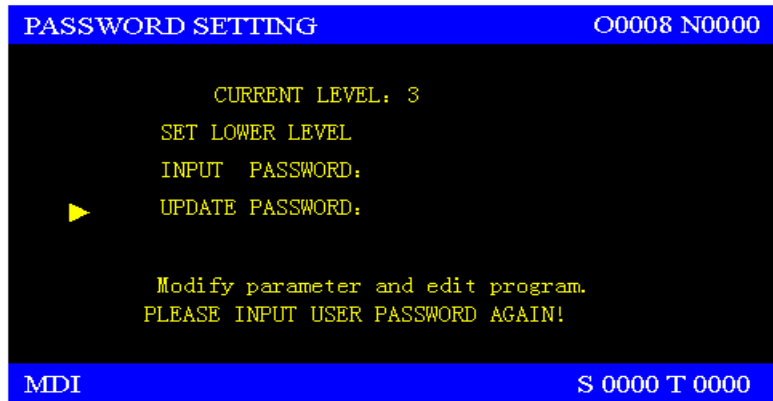 PASSWORD SETTING O0008 N0000
CURRENT LEVEL: 3
SET LOWER LEVEL
INPUT PASSWORD:
UPDATE PASSWORD:
Modify parameter and edit program.
PLEASE INPUT USER PASSWORD AGAIN!
MDI S 0000 T 0000